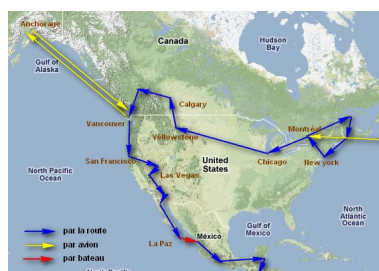 Anchorage
Canada
Hudson
Bay
Gulf of
Alaska
Calgary
Vancouver
Yellowstone
Montréal
San Francisco
Chicago
New york
North Pacific
Ocean
United
States
Las Vegas
North
Atlantic
Ocean
par la route
par avion
par bateau
La Paz
México
Gulf of
Mexico